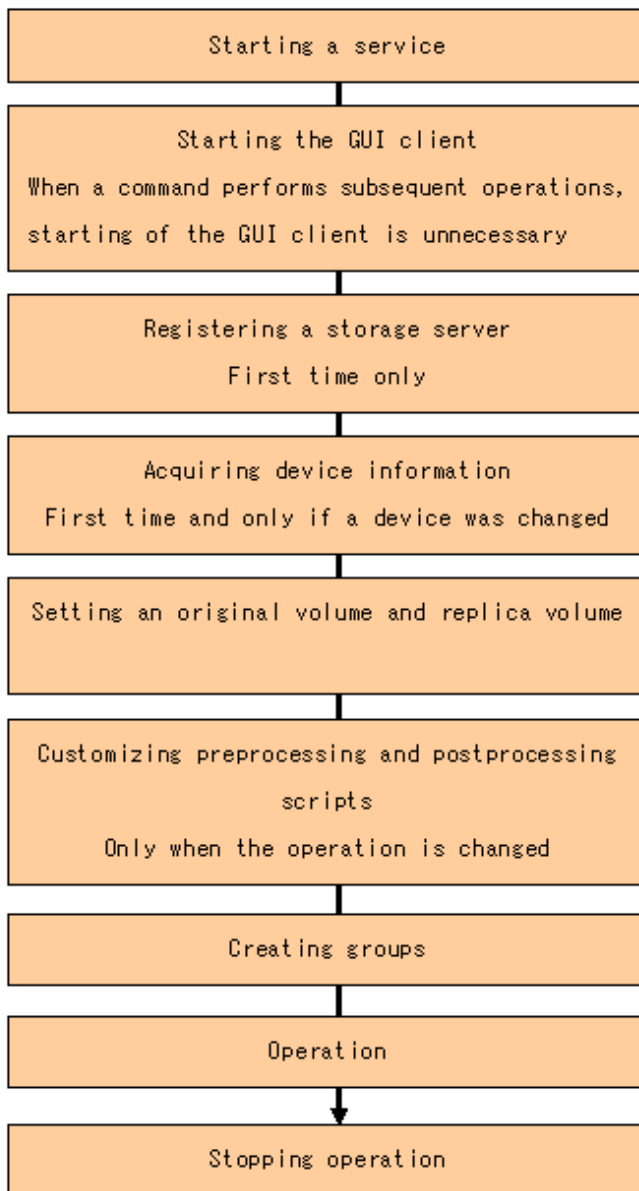 Starting a service
Starting the GUI client
When a command performs subsequent operations,
starting of the GUI client is unnecessary
Registering a storage server
First time only
Acquiring device information
First time and only if a device was changed
Setting an original volume and replica volume
Customizing preprocessing and postprocessing
scripts
Only when the operation is changed
Creating groups
Operation
Stopping operation